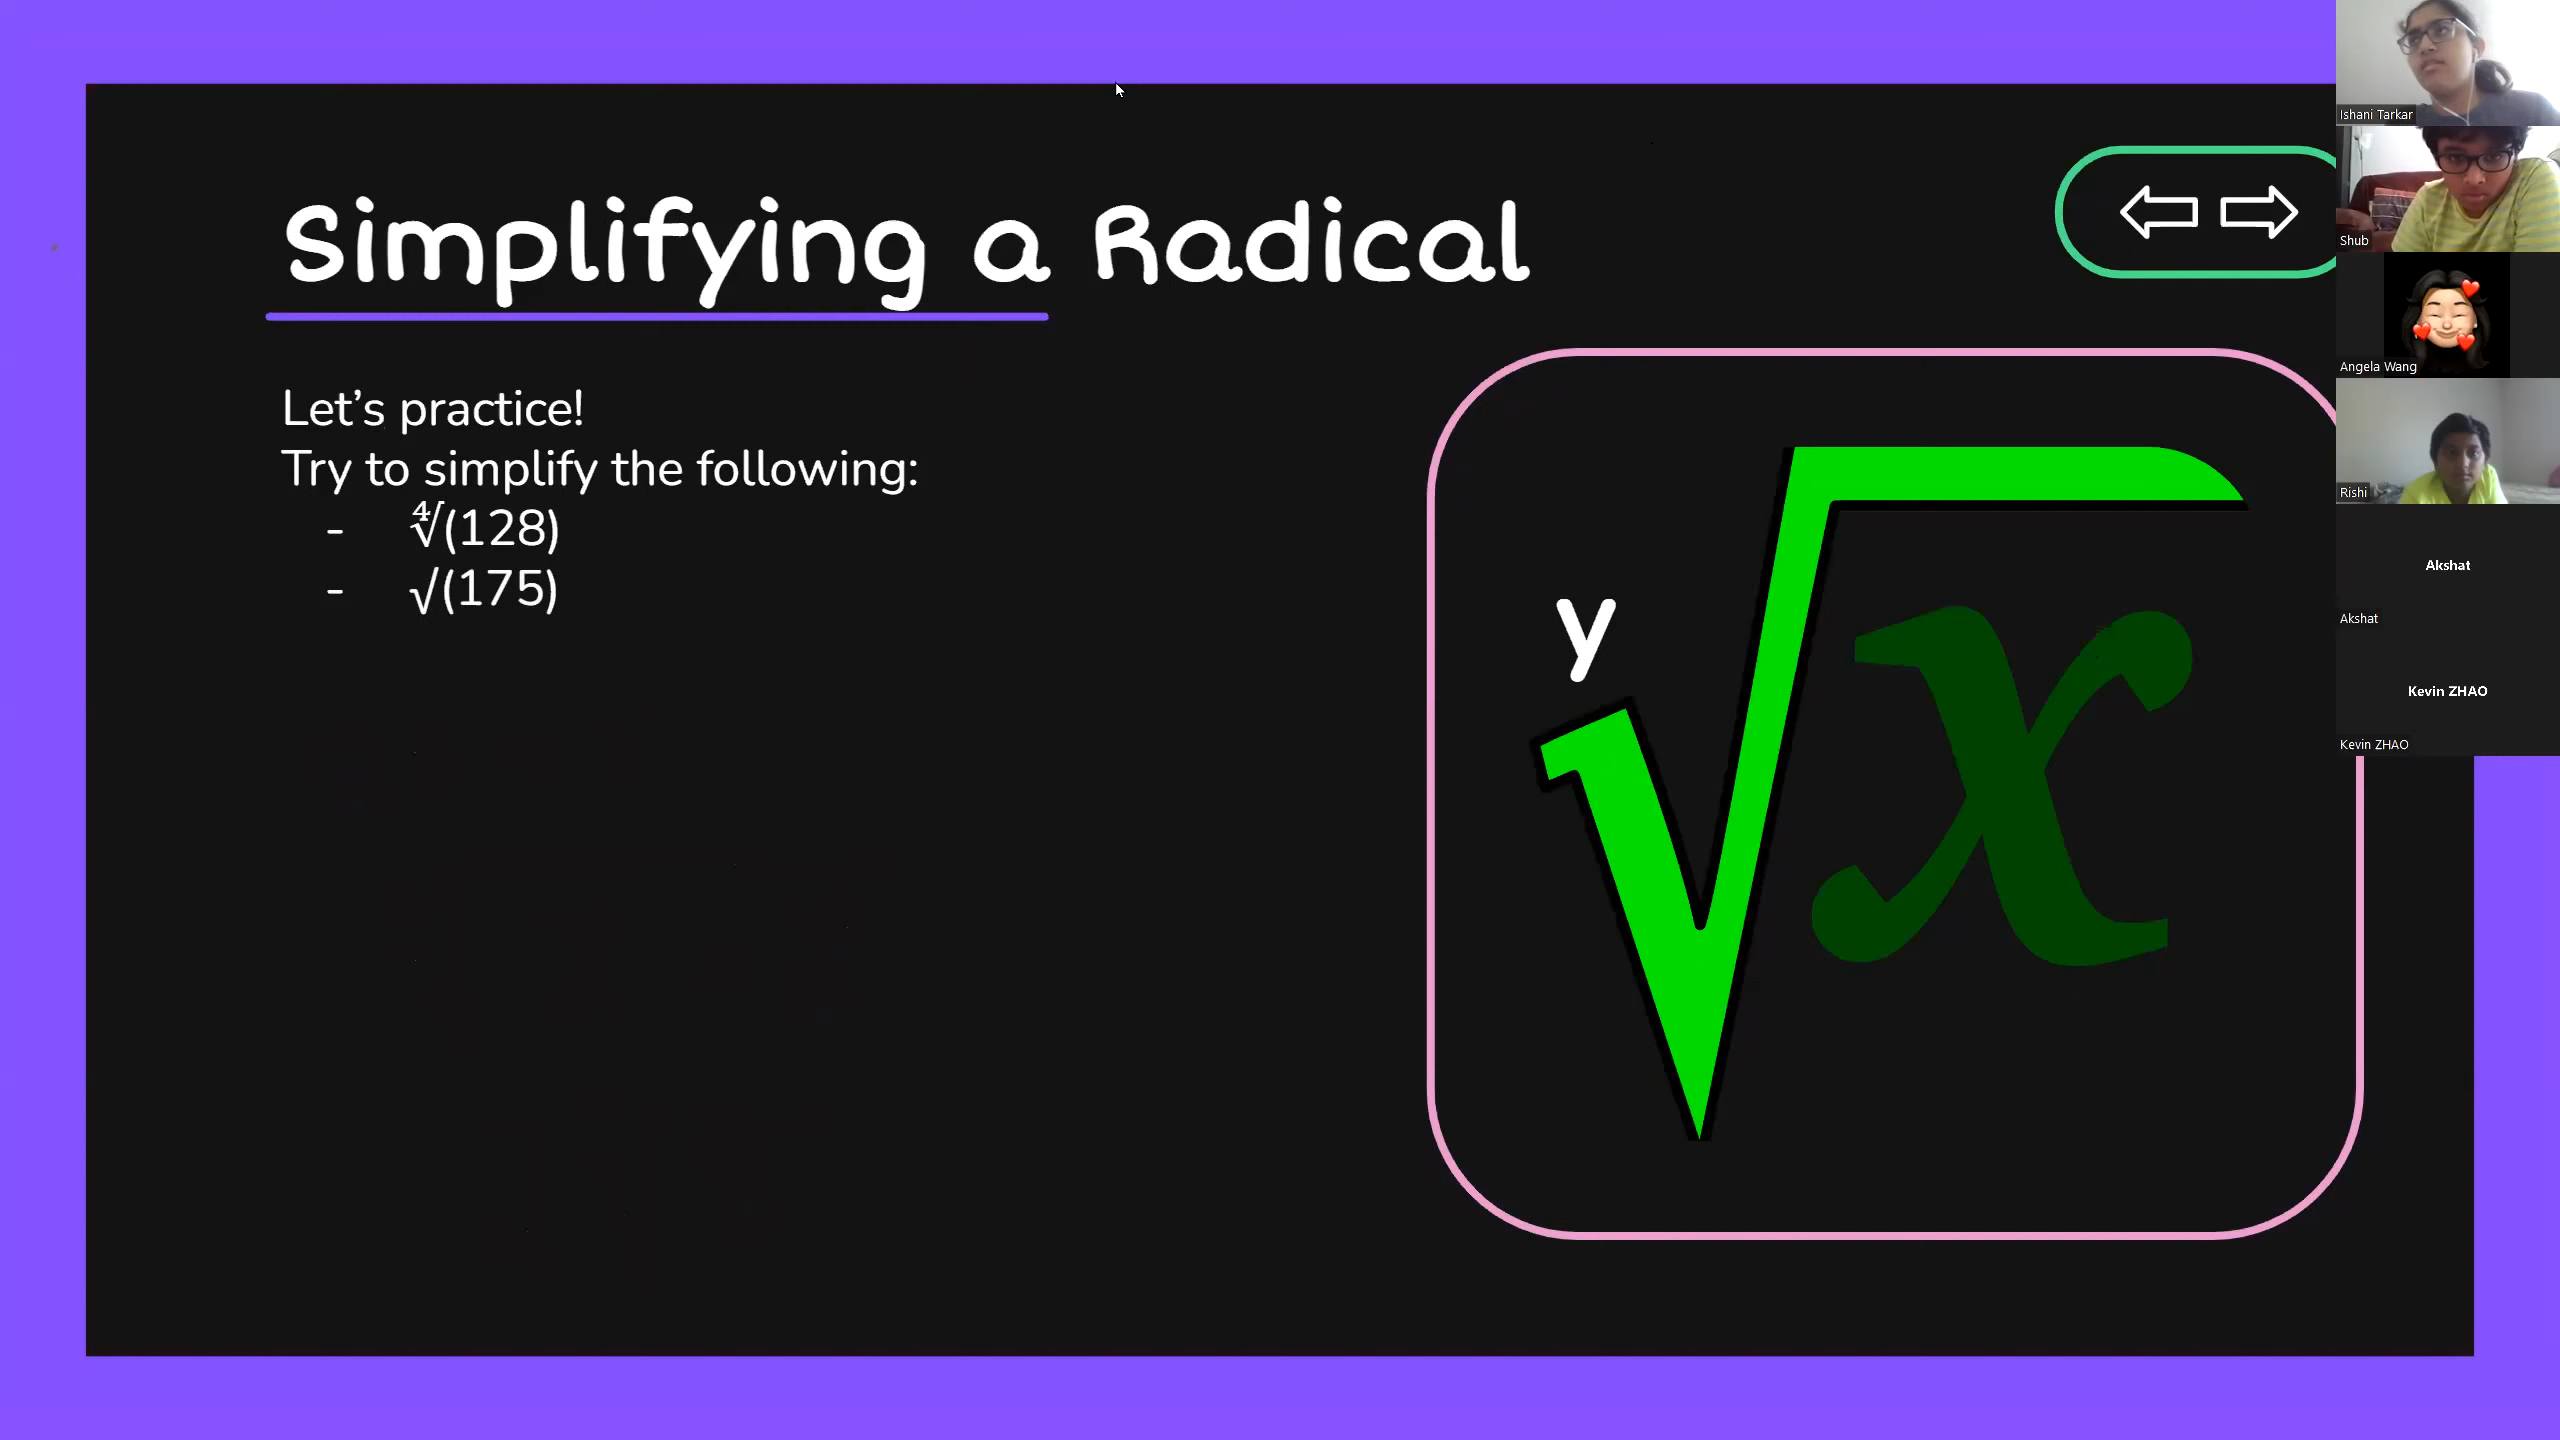 Simplifying a Radical
Let's practice!
Try to simplify the following:
- ∜(128)
- √(175)
y
√x
Ishani Tarkar
Shub
Angela Wang
Rishi
Akshat
Akshat
Kevin ZHAO
Kevin ZHAO